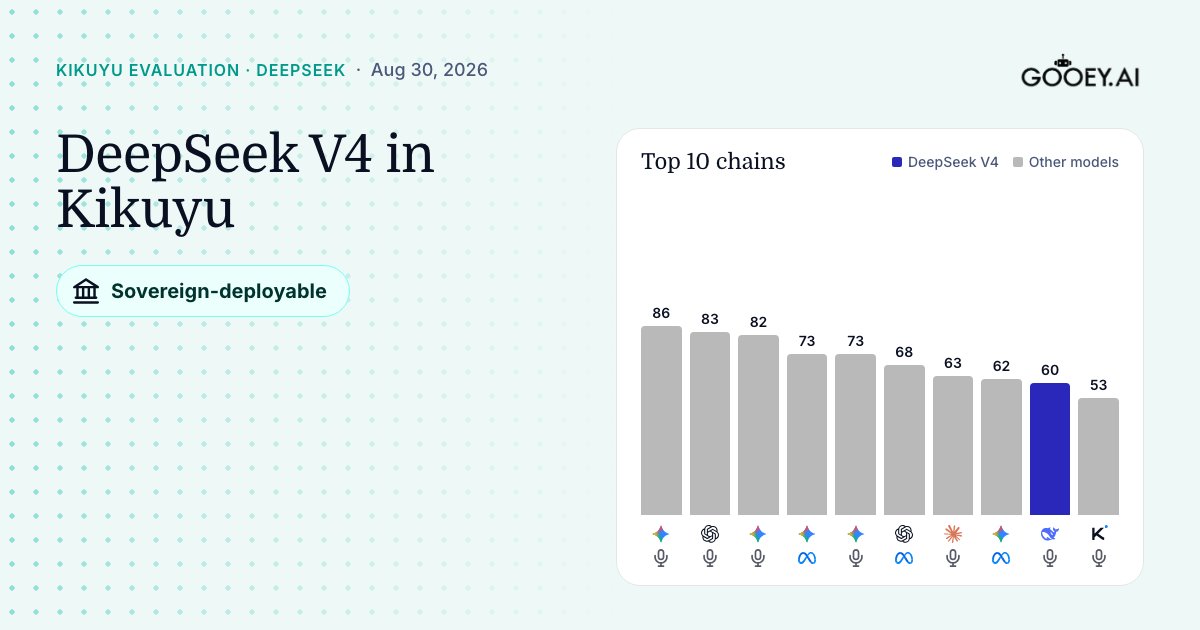 KIKUYU EVALUATION · DEEPSEEK · Aug 30, 2026
GOOEY.AI
DeepSeek V4 in
Kikuyu
Sovereign-deployable
Top 10 chains
DeepSeek V4
Other models
86 83 82 73 73 68 63 62 60 53